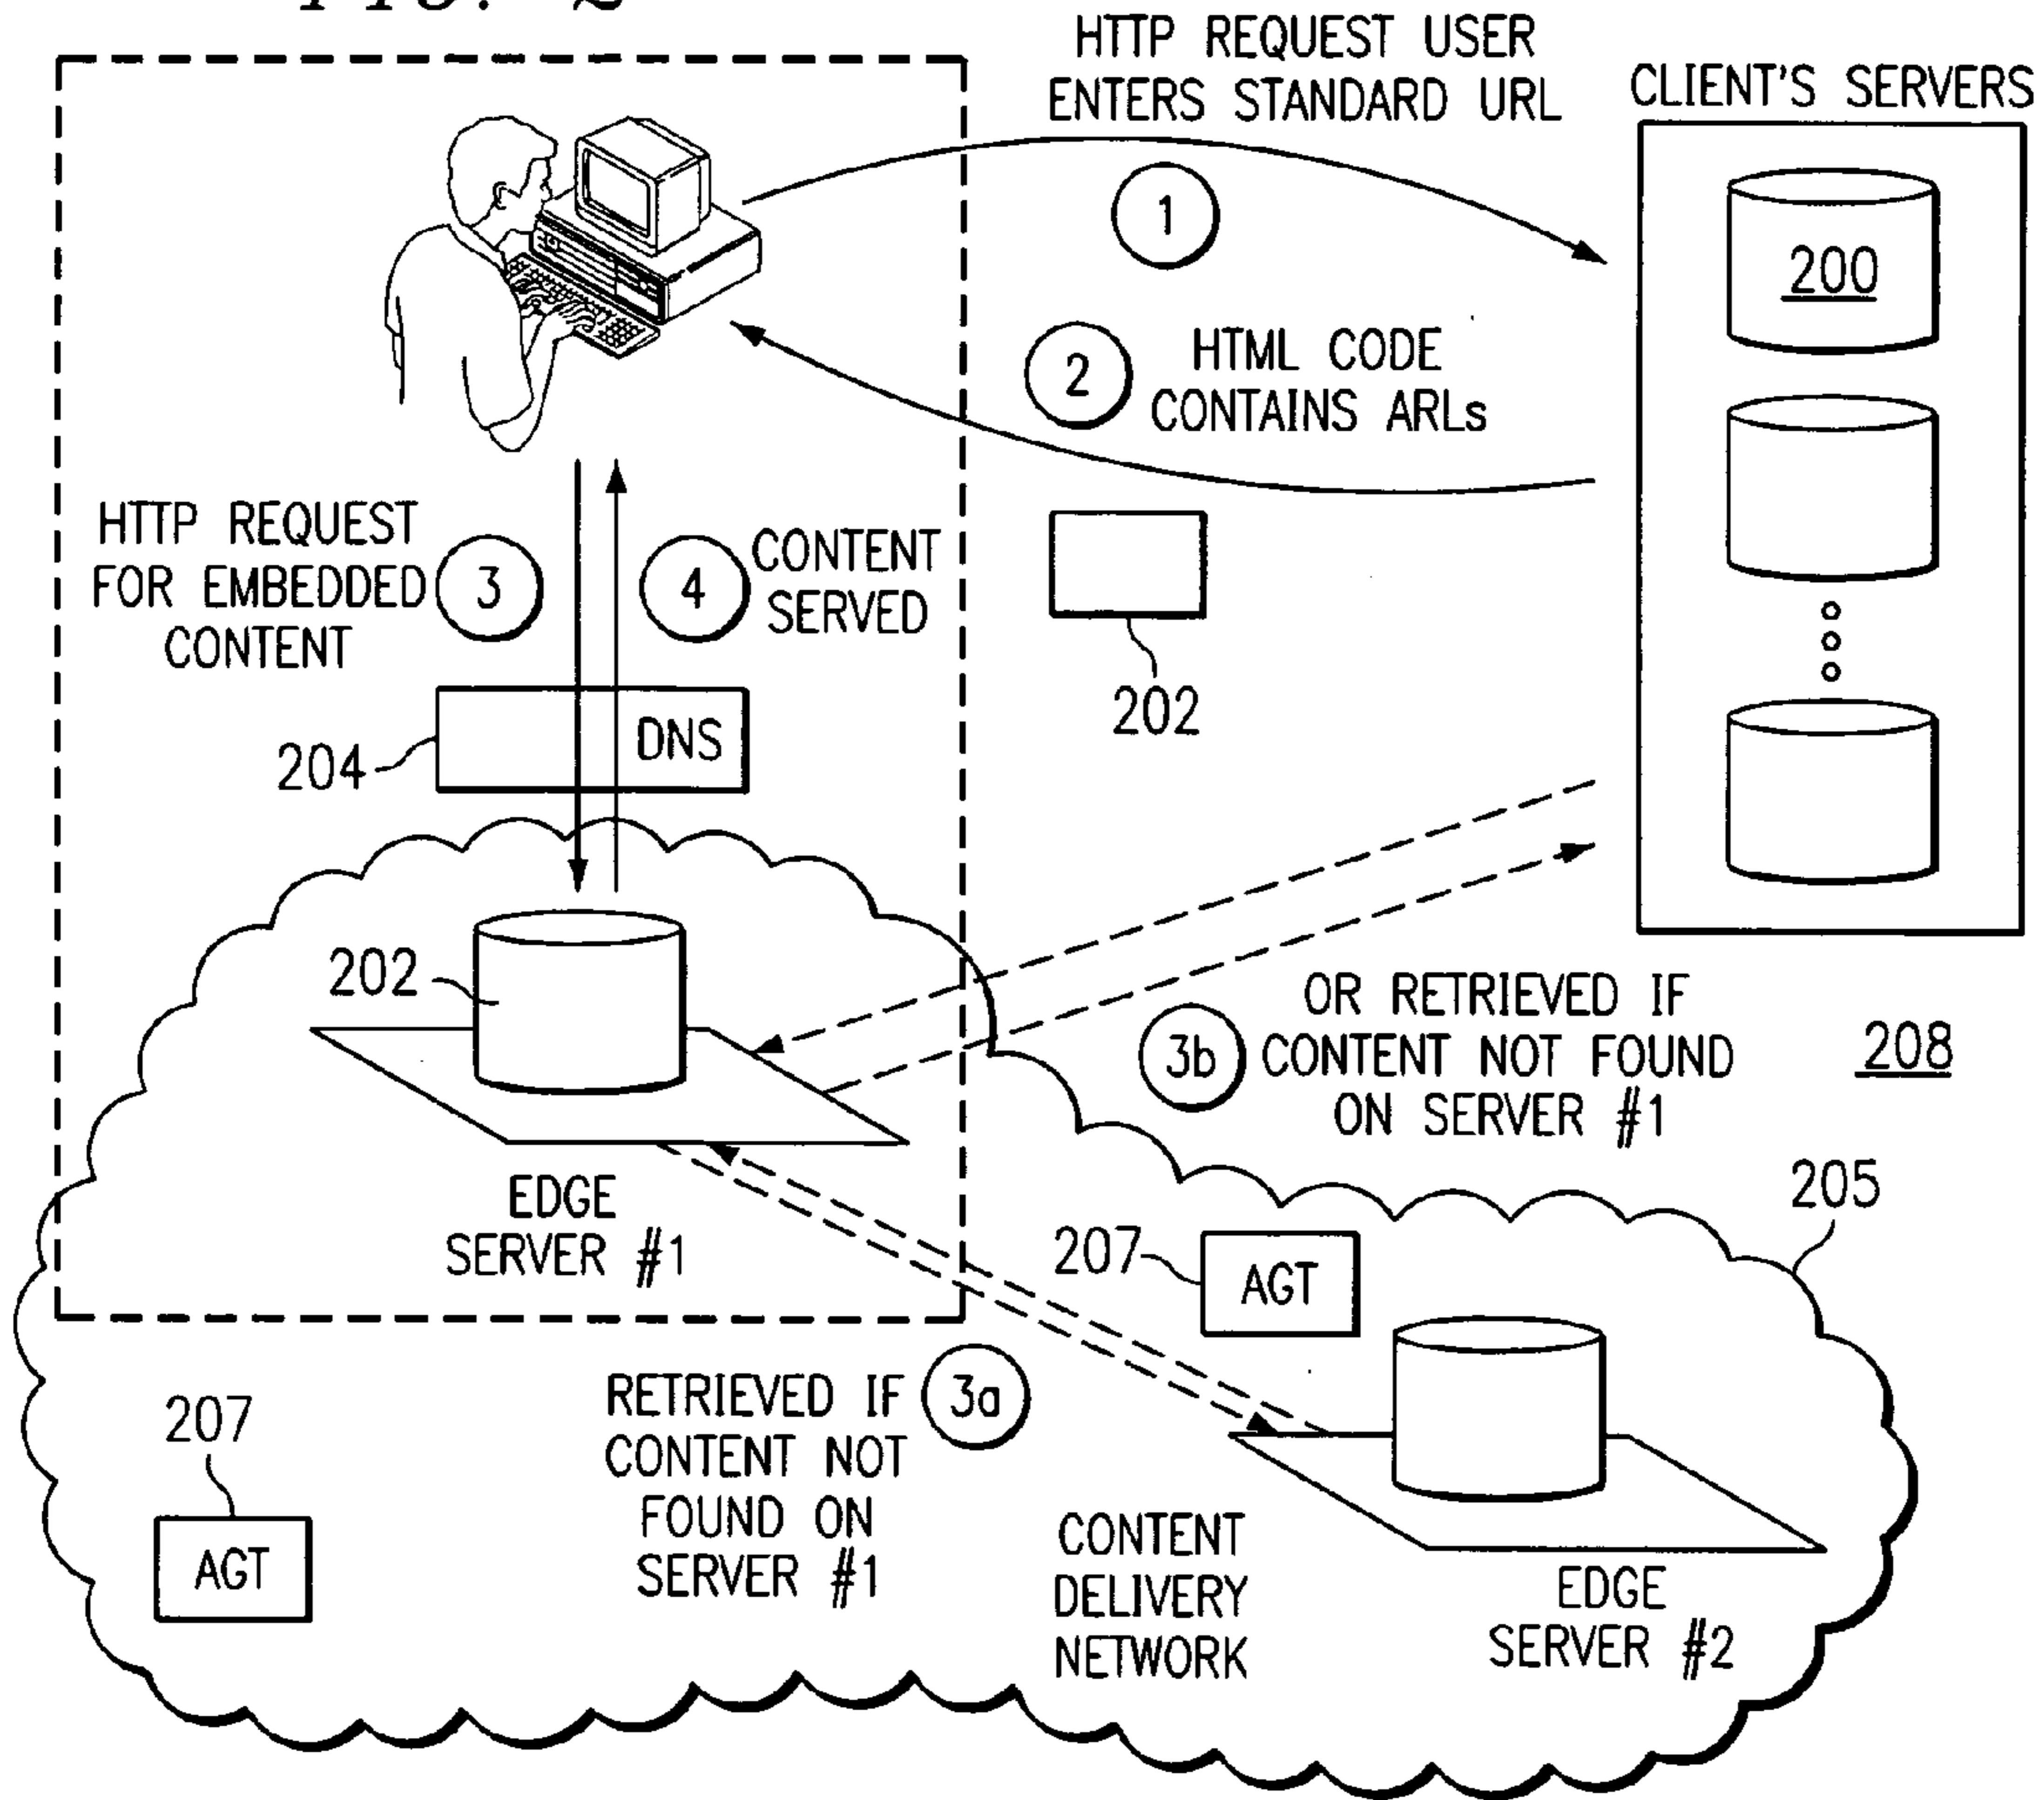 FIG. 2
HTTP REQUEST USER
ENTERS STANDARD URL
CLIENT'S SERVERS
1
200
2
HTML CODE
CONTAINS ARLs
HTTP REQUEST
FOR EMBEDDED
CONTENT
3
4
CONTENT
SERVED
202
204
DNS
202
OR RETRIEVED IF
CONTENT NOT FOUND
ON SERVER #1
3b
208
EDGE
SERVER #1
205
207
AGT
RETRIEVED IF
CONTENT NOT
FOUND ON
SERVER #1
3a
207
AGT
CONTENT
DELIVERY
NETWORK
EDGE
SERVER #2